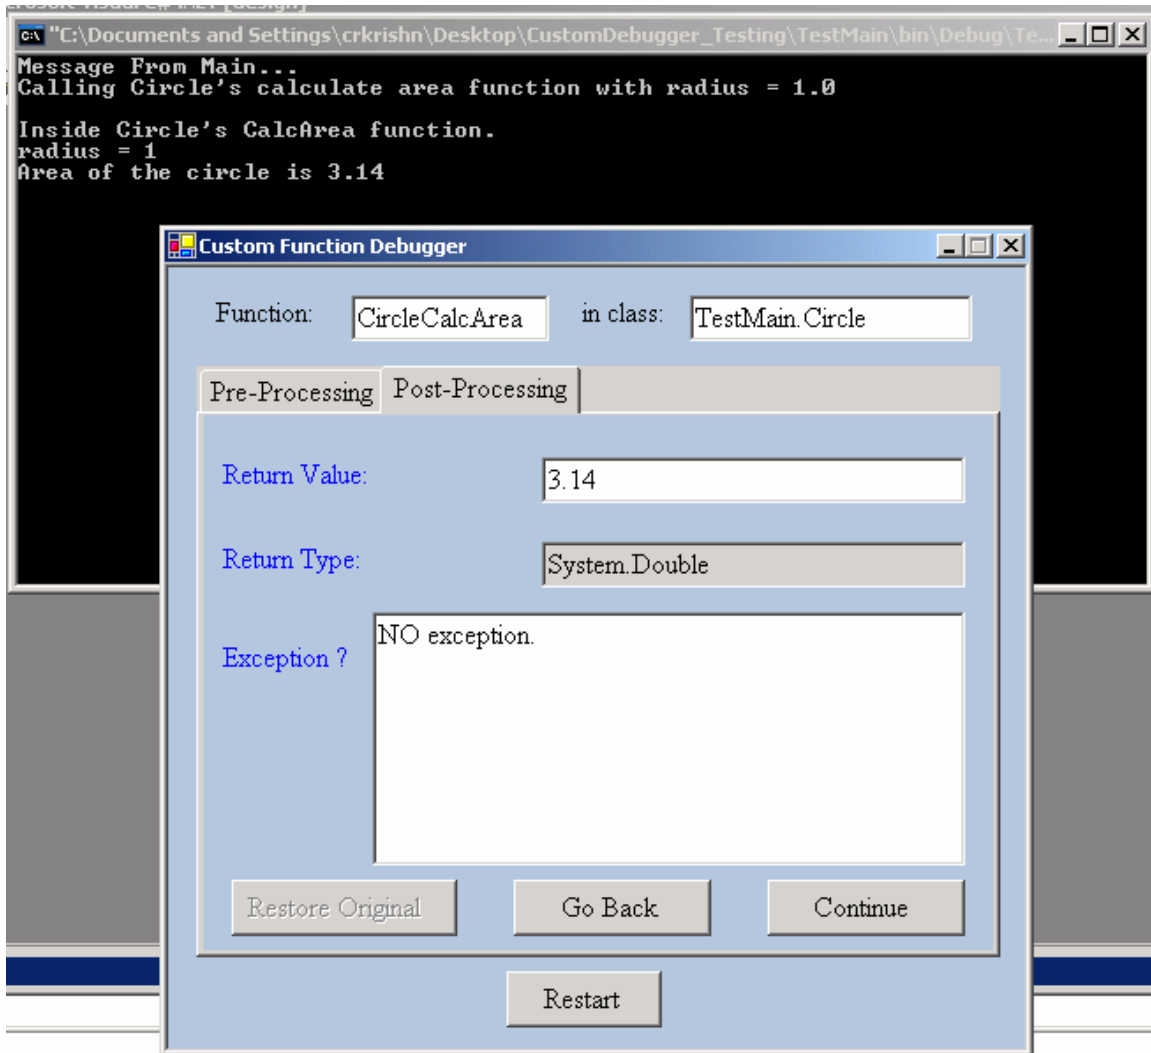 "C:\Documents and Settings\crkrishn\Desktop\CustomDebugger_Testing\TestMain\bin\Debug\Te...
Message From Main...
Calling Circle's calculate area function with radius = 1.0
Inside Circle's CalcArea function.
radius = 1
Area of the circle is 3.14
Custom Function Debugger
Function: CircleCalcArea in class: TestMain.Circle
Pre-Processing Post-Processing
Return Value: 3.14
Return Type: System.Double
Exception ? NO exception.
Restore Original Go Back Continue
Restart